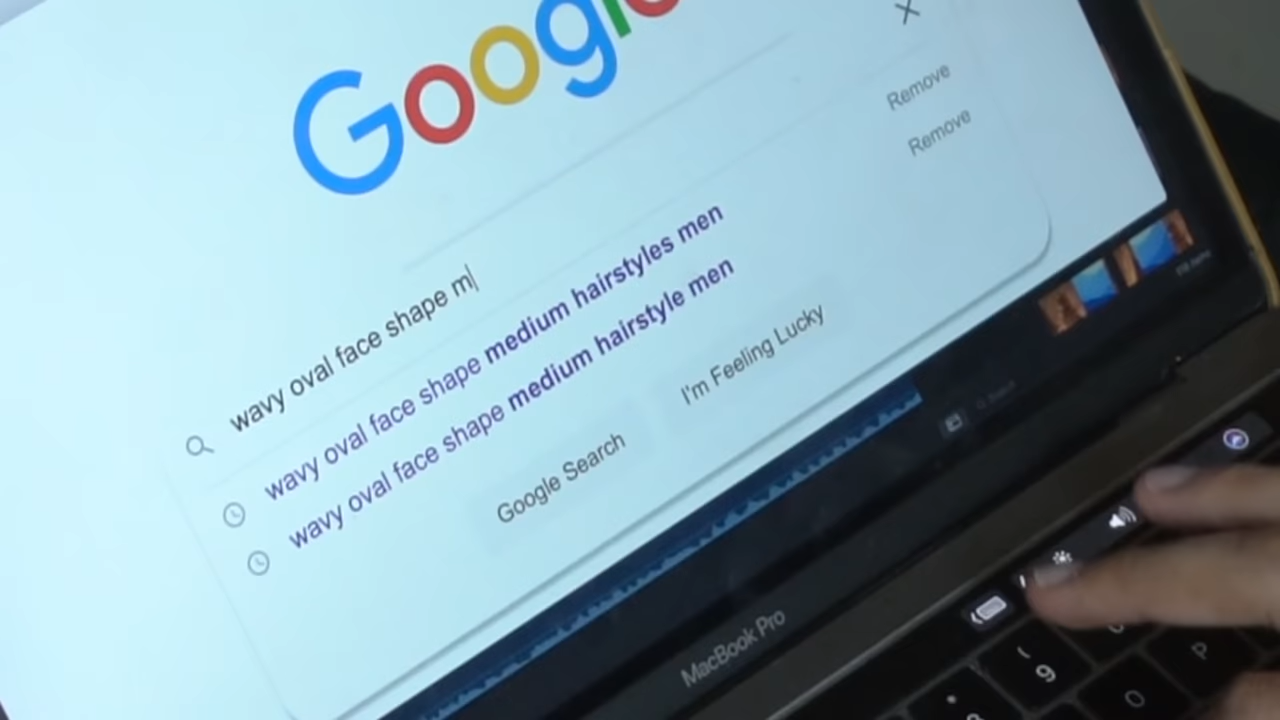 Google
wavy oval face shape m
wavy oval face shape medium hairstyles men
Remove
wavy oval face shape medium hairstyle men
Remove
Google Search
I'm Feeling Lucky
MacBook Pro
(
9
*
O
P